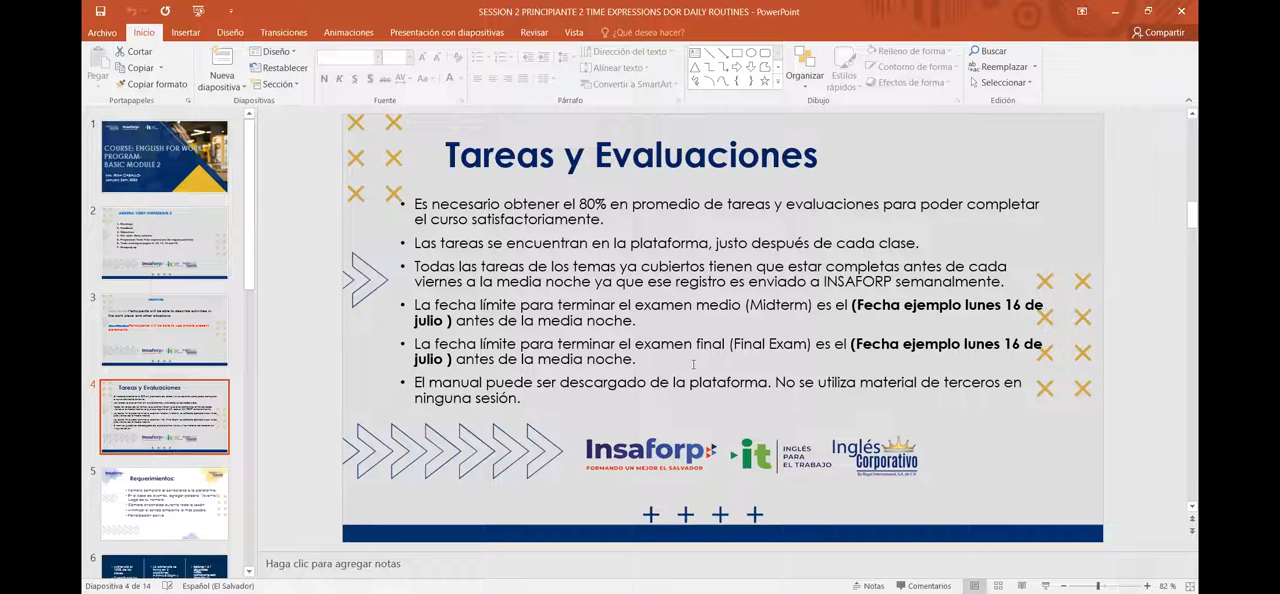 SESSION 2 PRINCIPIANTE 2 TIME EXPRESSIONS DOR DAILY ROUTINES - PowerPoint
Archivo Inicio Insertar Diseño Transiciones Animaciones Presentación con diapositivas Revisar Vista ¿Qué desea hacer? Compartir
Pegar
Cortar
Copiar
Copiar formato
Portapapeles
Nueva
diapositiva
Diseño
Restablecer
Sección
Diapositivas
N K S S abc AV Aa A
Fuente
Dirección del texto
Alinear texto
Convertir a SmartArt
Párrafo
Organizar
Estilos
rápidos
Relleno de forma
Contorno de forma
Efectos de forma
Dibujo
Buscar
Reemplazar
Seleccionar
Edición
1
COURSE: ENGLISH FOR WORK
PROGRAM-
BASIC MODULE 2
2
3
4
Tareas y Evaluaciones
5
Requerimientos:
6
Tareas y Evaluaciones
• Es necesario obtener el 80% en promedio de tareas y evaluaciones para poder completar
el curso satisfactoriamente.
• Las tareas se encuentran en la plataforma, justo después de cada clase.
• Todas las tareas de los temas ya cubiertos tienen que estar completas antes de cada
viernes a la media noche ya que ese registro es enviado a INSAFORP semanalmente.
• La fecha límite para terminar el examen medio (Midterm) es el (Fecha ejemplo lunes 16 de
julio ) antes de la media noche.
• La fecha límite para terminar el examen final (Final Exam) es el (Fecha ejemplo lunes 16 de
julio ) antes de la media noche.
• El manual puede ser descargado de la plataforma. No se utiliza material de terceros en
ninguna sesión.
Insaforp
FORMANDO UN MEJOR EL SALVADOR
it
INGLÉS
PARA
EL TRABAJO
Inglés
Corporativo
Haga clic para agregar notas
Diapositiva 4 de 14 Español (El Salvador) Notas Comentarios 82 %